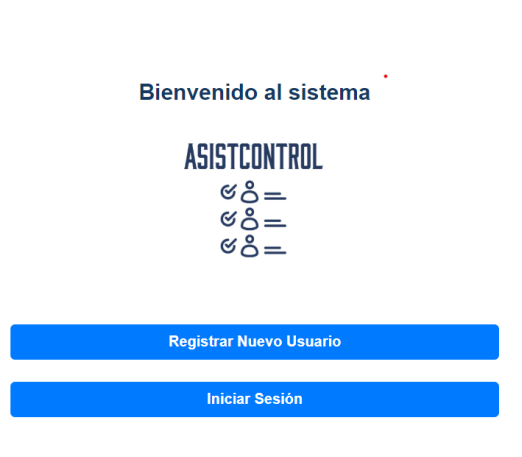 Bienvenido al sistema
ASISTCONTROL
Registrar Nuevo Usuario
Iniciar Sesión